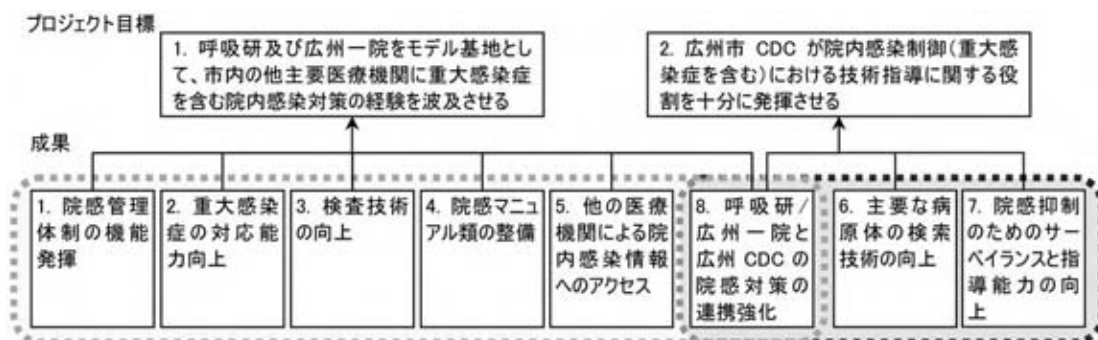 プロジェクト目標
1. 呼吸研及び広州一院をモデル基地とし
て、市内の他主要医療機関に重大感染症
を含む院内感染対策の経験を波及させる
2. 広州市 CDC が院内感染制御(重大感
染症を含む)における技術指導に関する役
割を十分に発揮させる
成果
1. 院感管理
体制の機能
発揮
2. 重大感染
症の対応能
力向上
3. 検査技術
の向上
4. 院感マニュ
アル類の整備
5. 他の医療
機関による院
内感染情報
へのアクセス
8. 呼吸研/
広州一院と
広州 CDC の
院感対策の
連携強化
6. 主要な病
原体の検索
技術の向上
7. 院感抑制
のためのサー
ベイランスと指
導能力の向
上